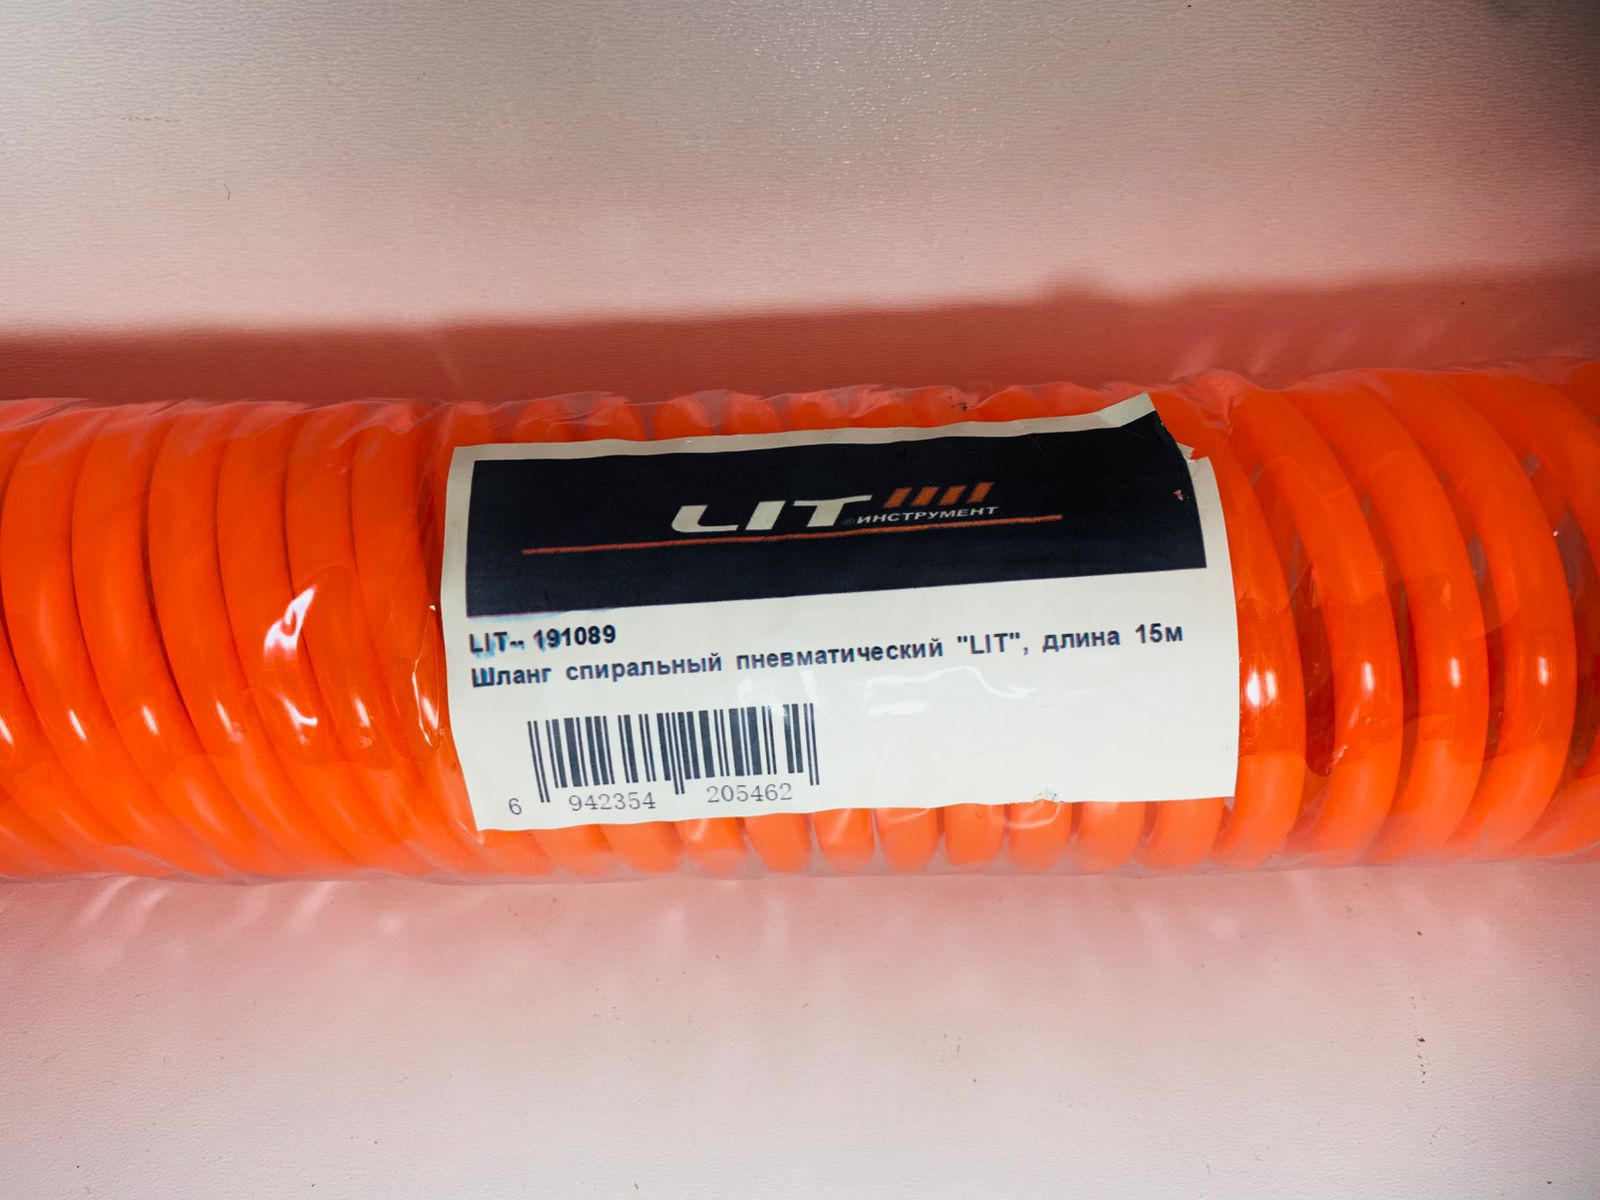 LIT ®ИНСТРУМЕНТ
LIT-- 191089
Шланг спиральный пневматический "LIT", длина 15м
6 942354 205462